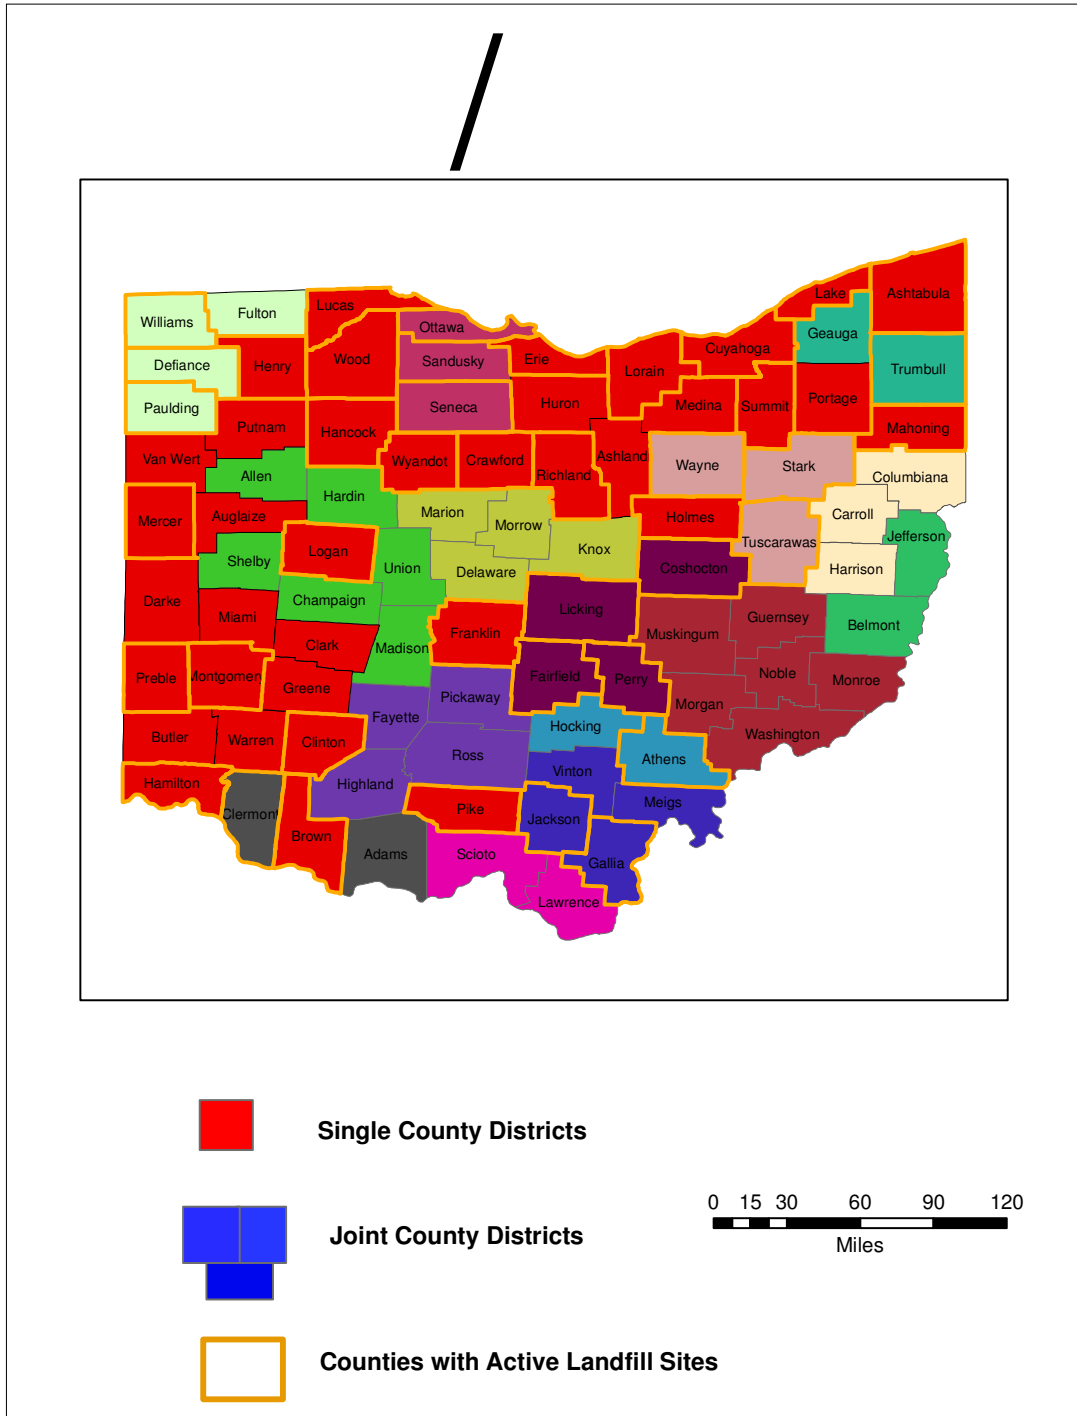 Ashtabula
Lake
Lucas
Fulton
Williams
Ottawa
Geauga
Cuyahoga
Wood
Erie
Sandusky
Defiance
Henry
Lorain
Trumbull
Portage
Huron
Medina
Summit
Seneca
Paulding
Putnam
Mahoning
Hancock
Ashland
Van Wert
Wyandot
Crawford
Wayne
Stark
Richland
Allen
Columbiana
Hardin
Marion
Carroll
Auglaize
Holmes
Mercer
Morrow
Jefferson
Tuscarawas
Knox
Logan
Shelby
Union
Coshocton
Harrison
Delaware
Champaign
Darke
Licking
Miami
Guernsey
Belmont
Franklin
Muskingum
Clark
Madison
Noble
Fairfield
Preble
Montgomery
Perry
Monroe
Greene
Pickaway
Morgan
Fayette
Hocking
Washington
Butler
Warren
Clinton
Ross
Athens
Vinton
Hamilton
Highland
Meigs
Pike
Clermont
Jackson
Brown
Adams
Scioto
Gallia
Lawrence
Single County Districts
0 15 30 60 90 120
Miles
Joint County Districts
Counties with Active Landfill Sites